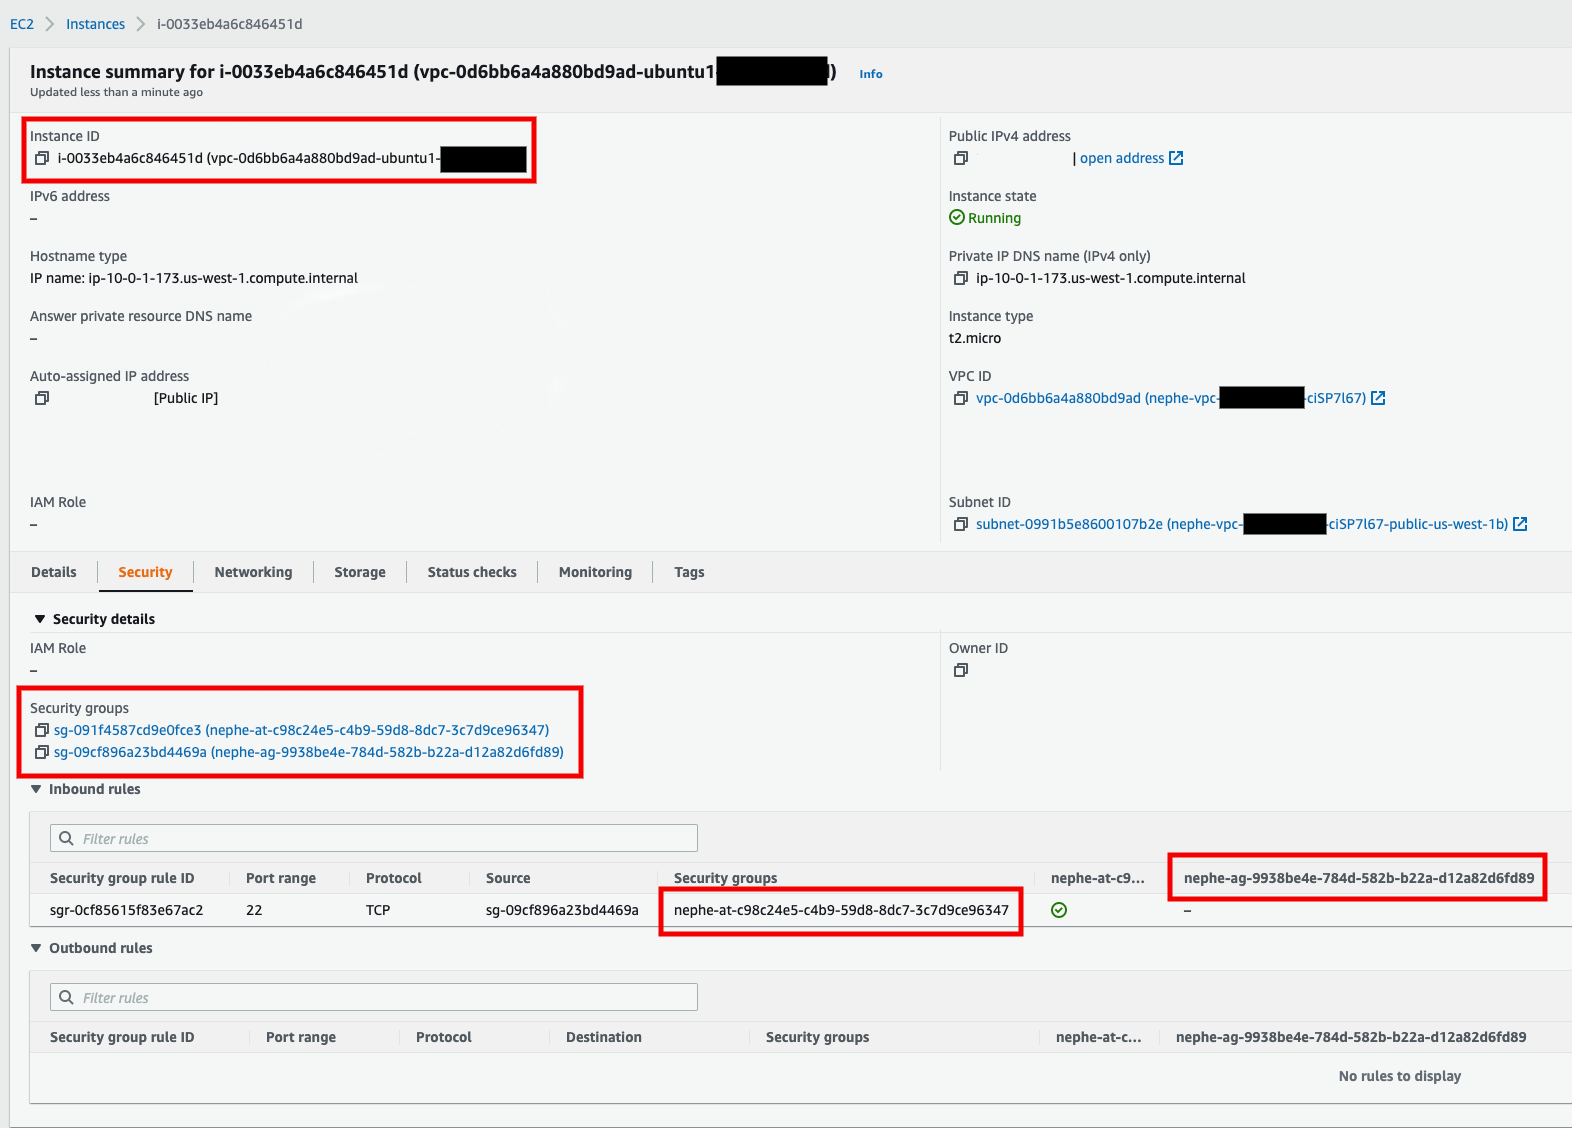 EC2 Instances i-0033eb4a6c846451d
Instance summary for i-0033eb4a6c846451d (vpc-0d6bb6a4a880bd9ad-ubuntu1- ) Info
Updated less than a minute ago
Instance ID
i-0033eb4a6c846451d (vpc-0d6bb6a4a880bd9ad-ubuntu1-
Public IPv4 address
| open address
IPv6 address
–
Instance state
Running
Hostname type
IP name: ip-10-0-1-173.us-west-1.compute.internal
Private IP DNS name (IPv4 only)
ip-10-0-1-173.us-west-1.compute.internal
Answer private resource DNS name
–
Instance type
t2.micro
Auto-assigned IP address
[Public IP]
VPC ID
vpc-0d6bb6a4a880bd9ad (nephe-vpc- -ciSP7l67)
IAM Role
–
Subnet ID
subnet-0991b5e8600107b2e (nephe-vpc- -ciSP7l67-public-us-west-1b)
Details Security Networking Storage Status checks Monitoring Tags
Security details
IAM Role
–
Owner ID
Security groups
sg-091f4587cd9e0fce3 (nephe-at-c98c24e5-c4b9-59d8-8dc7-3c7d9ce96347)
sg-09cf896a23bd4469a (nephe-ag-9938be4e-784d-582b-b22a-d12a82d6fd89)
Inbound rules
Filter rules
Security group rule ID Port range Protocol Source Security groups nephe-at-c9... nephe-ag-9938be4e-784d-582b-b22a-d12a82d6fd89
sgr-0cf85615f83e67ac2 22 TCP sg-09cf896a23bd4469a nephe-at-c98c24e5-c4b9-59d8-8dc7-3c7d9ce96347 –
Outbound rules
Filter rules
Security group rule ID Port range Protocol Destination Security groups nephe-at-c... nephe-ag-9938be4e-784d-582b-b22a-d12a82d6fd89
No rules to display